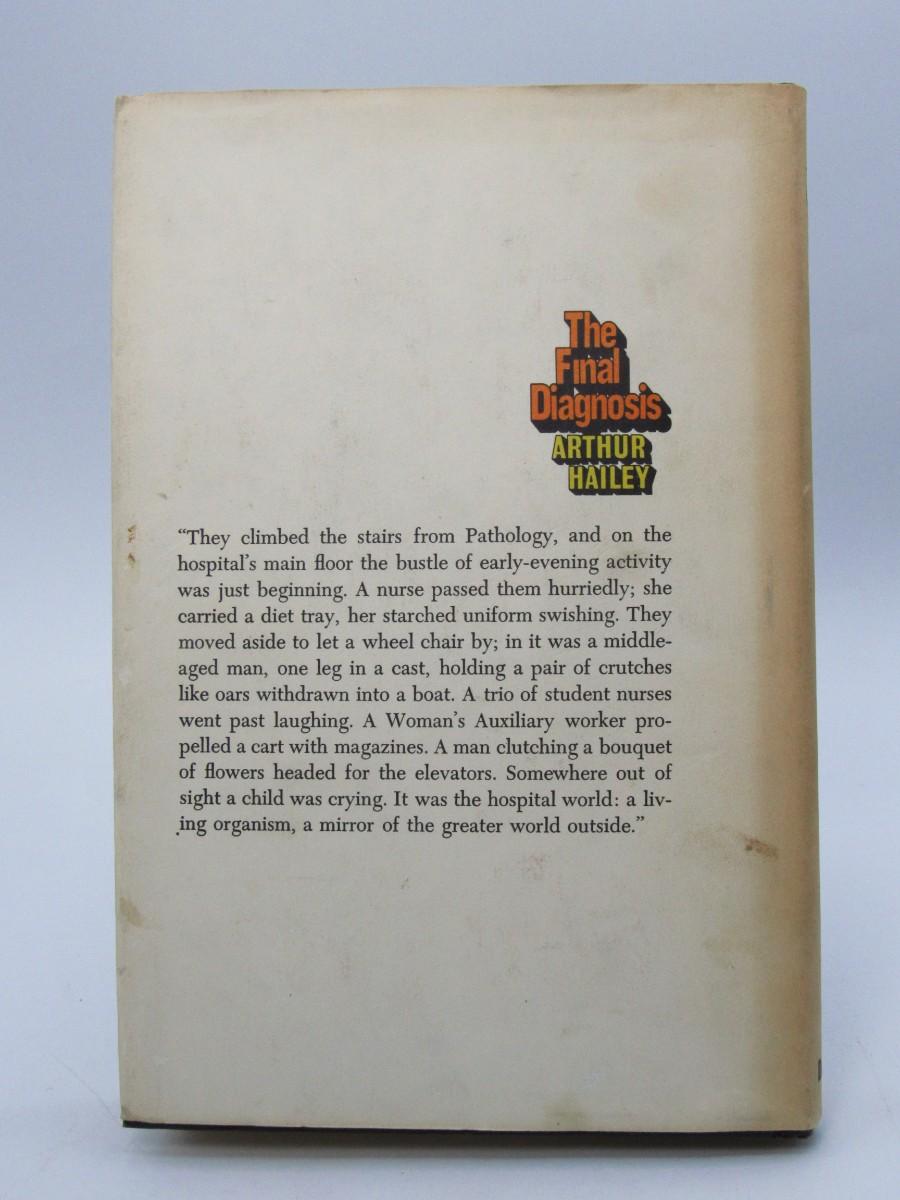 The
Final
Diagnosis
ARTHUR
HAILEY
“They climbed the stairs from Pathology, and on the
hospital’s main floor the bustle of early-evening activity
was just beginning. A nurse passed them hurriedly; she
carried a diet tray, her starched uniform swishing. They
moved aside to let a wheel chair by; in it was a middle-
aged man, one leg in a cast, holding a pair of crutches
like oars withdrawn into a boat. A trio of student nurses
went past laughing. A Woman’s Auxiliary worker pro-
pelled a cart with magazines. A man clutching a bouquet
of flowers headed for the elevators. Somewhere out of
sight a child was crying. It was the hospital world: a liv-
ing organism, a mirror of the greater world outside.”